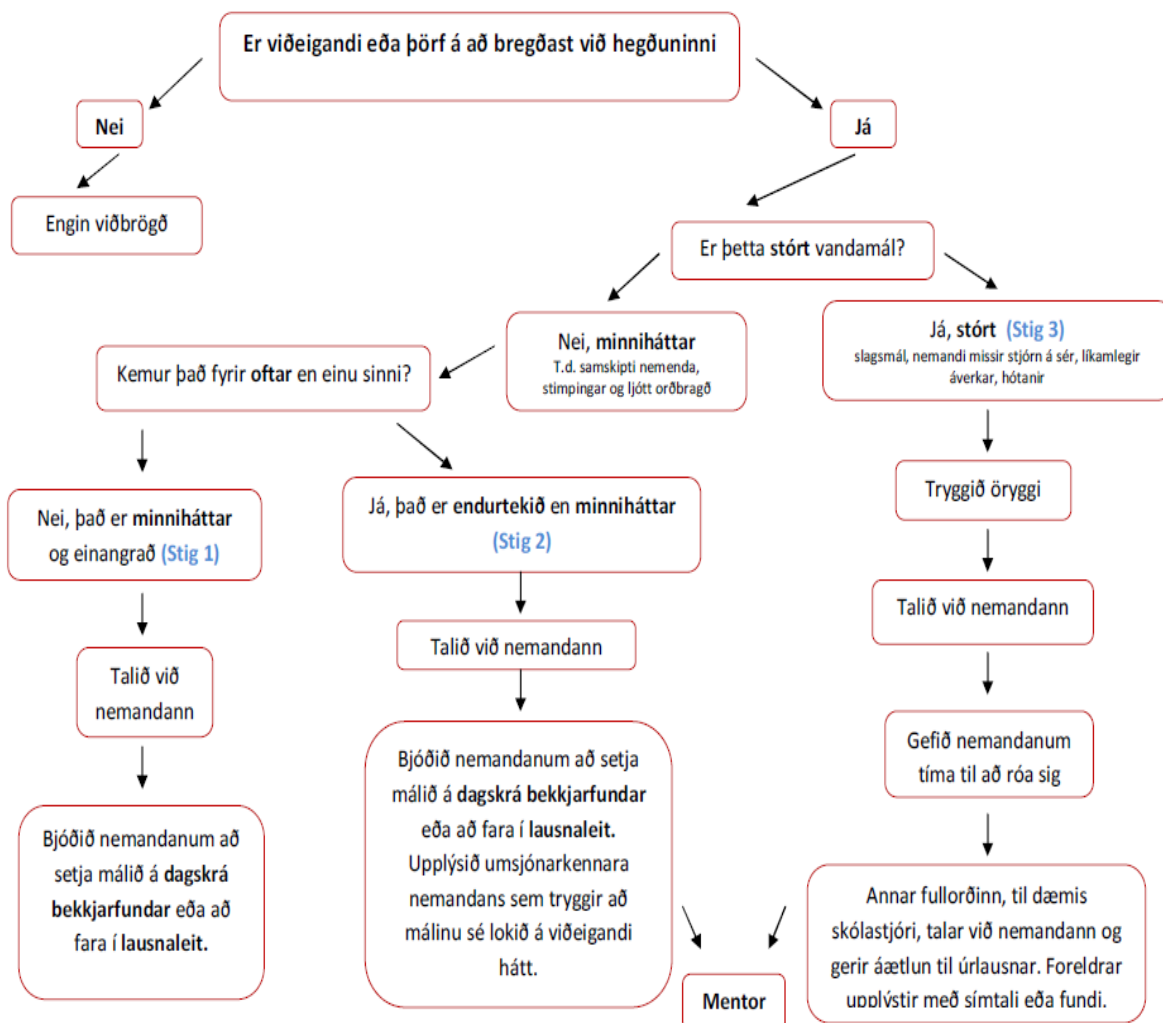 Er viðeigandi eða þörf á að bregðast við hegðuninni
Nei
Já
Engin viðbrögð
Er þetta stórt vandamál?
Nei, minniháttar
T.d. samskipti nemenda,
stimpingar og ljótt orðbragð
Já, stórt (Stig 3)
slagsmál, nemandi missir stjórn á sér, líkamlegir
áverkar, hótanir
Kemur það fyrir oftar en einu sinni?
Nei, það er minniháttar
og einangrað (Stig 1)
Talið við
nemandann
Bjóðið nemandanum að
setja málið á dagskrá
bekkjarfundar eða að
fara í lausnaleit.
Já, það er endurtekið en minniháttar
(Stig 2)
Talið við nemandann
Bjóðið nemandanum að setja
málið á dagskrá bekkjarfundar
eða að fara í lausnaleit.
Upplýsið umsjónarkennara
nemandans sem tryggir að
málinu sé lokið á viðeigandi
hátt.
Tryggið öryggi
Talið við nemandann
Gefið nemandanum
tíma til að róa sig
Annar fullorðinn, til dæmis
skólastjóri, talar við nemandann og
gerir áætlun til úrlausnar. Foreldrar
upplýstir með símtali eða fundi.
Mentor